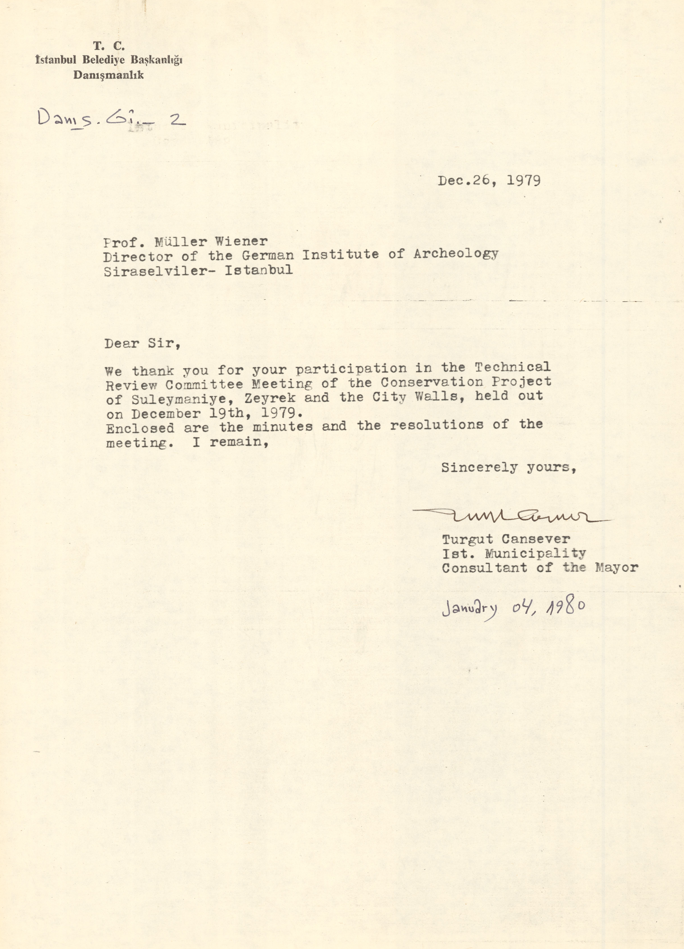 T. C.
İstanbul Belediye Başkanlığı
Danışmanlık
Danış. 2
Dec.26, 1979
Prof. Müller Wiener
Director of the German Institute of Archeology
Siraselviler- Istanbul
Dear Sir,
We thank you for your participation in the Technical
Review Committee Meeting of the Conservation Project
of Suleymaniye, Zeyrek and the City Walls, held out
on December 19th, 1979.
Enclosed are the minutes and the resolutions of the
meeting.  I remain,
Sincerely yours,
Turgut Cansever
Ist. Municipality
Consultant of the Mayor
January 04, 1980